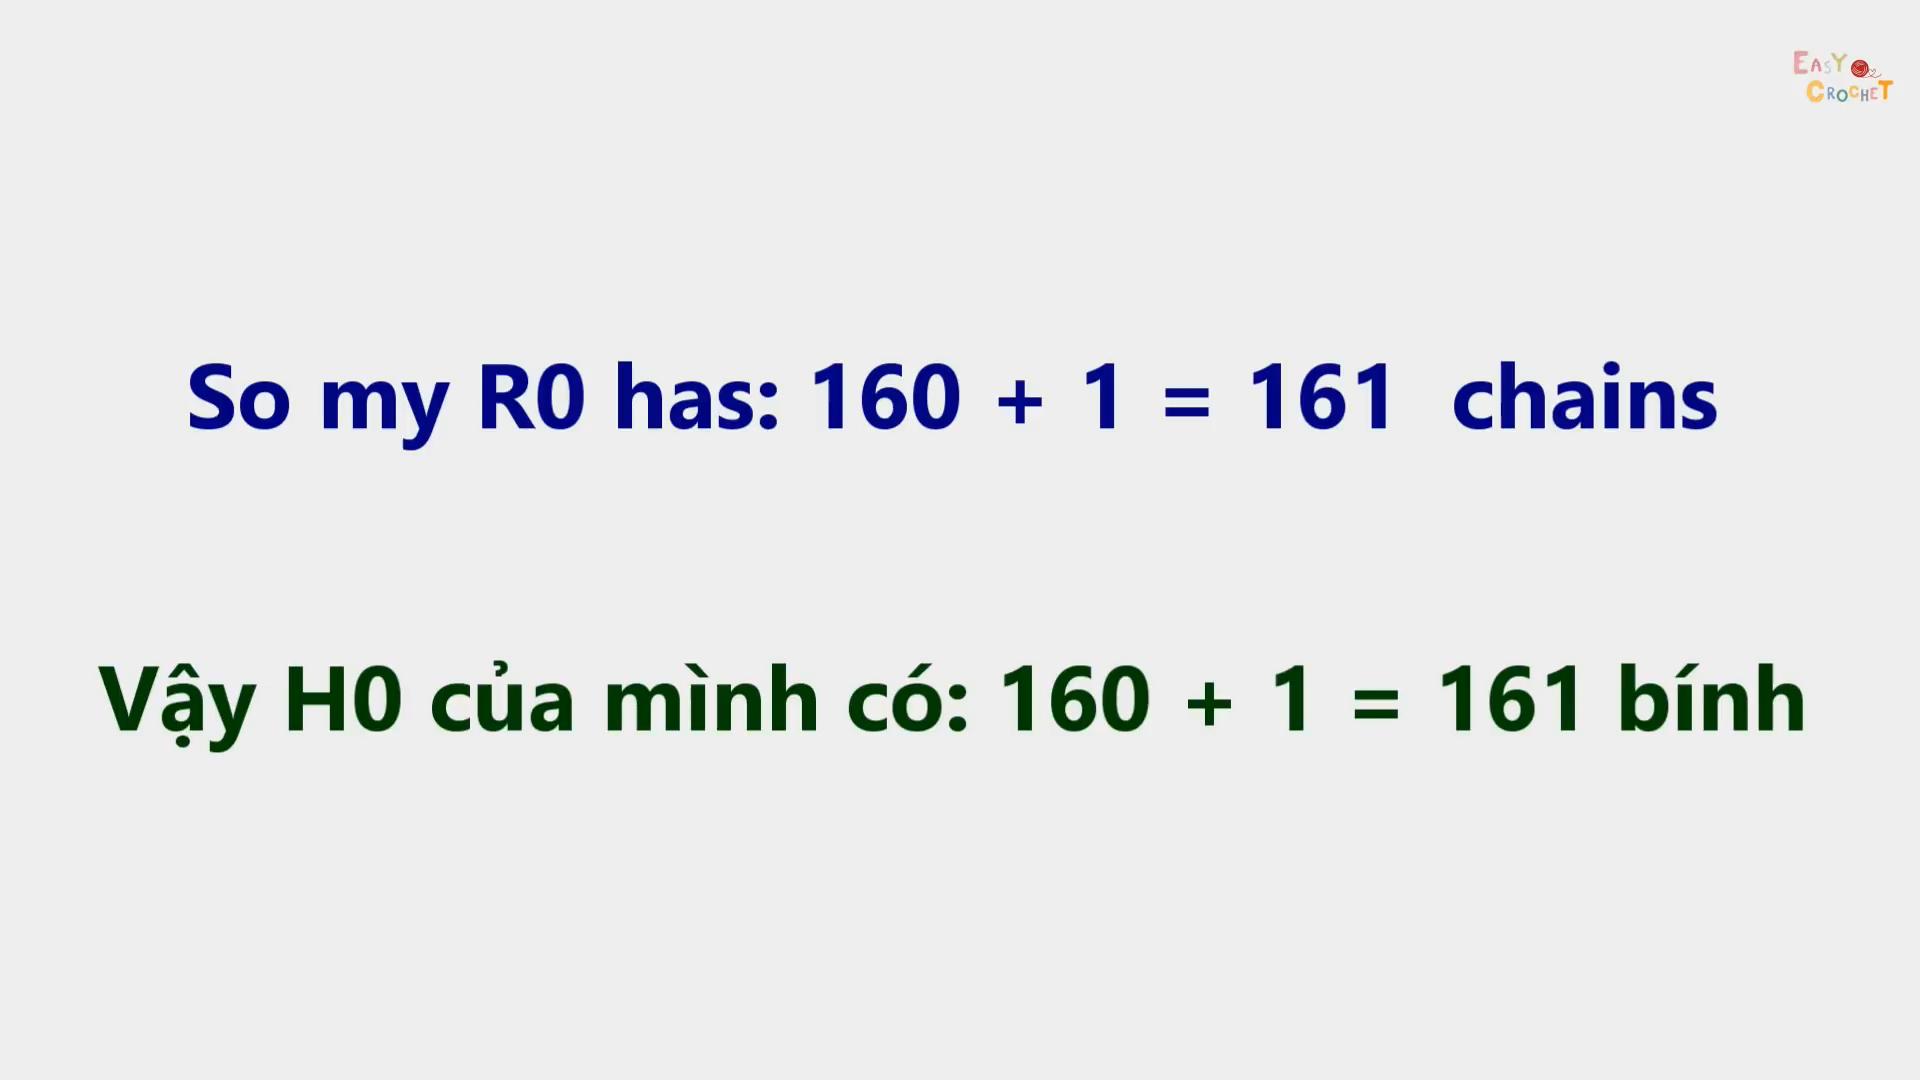 EASY
CROCHET
So my R0 has: 160 + 1 = 161 chains
Vậy H0 của mình có: 160 + 1 = 161 bính